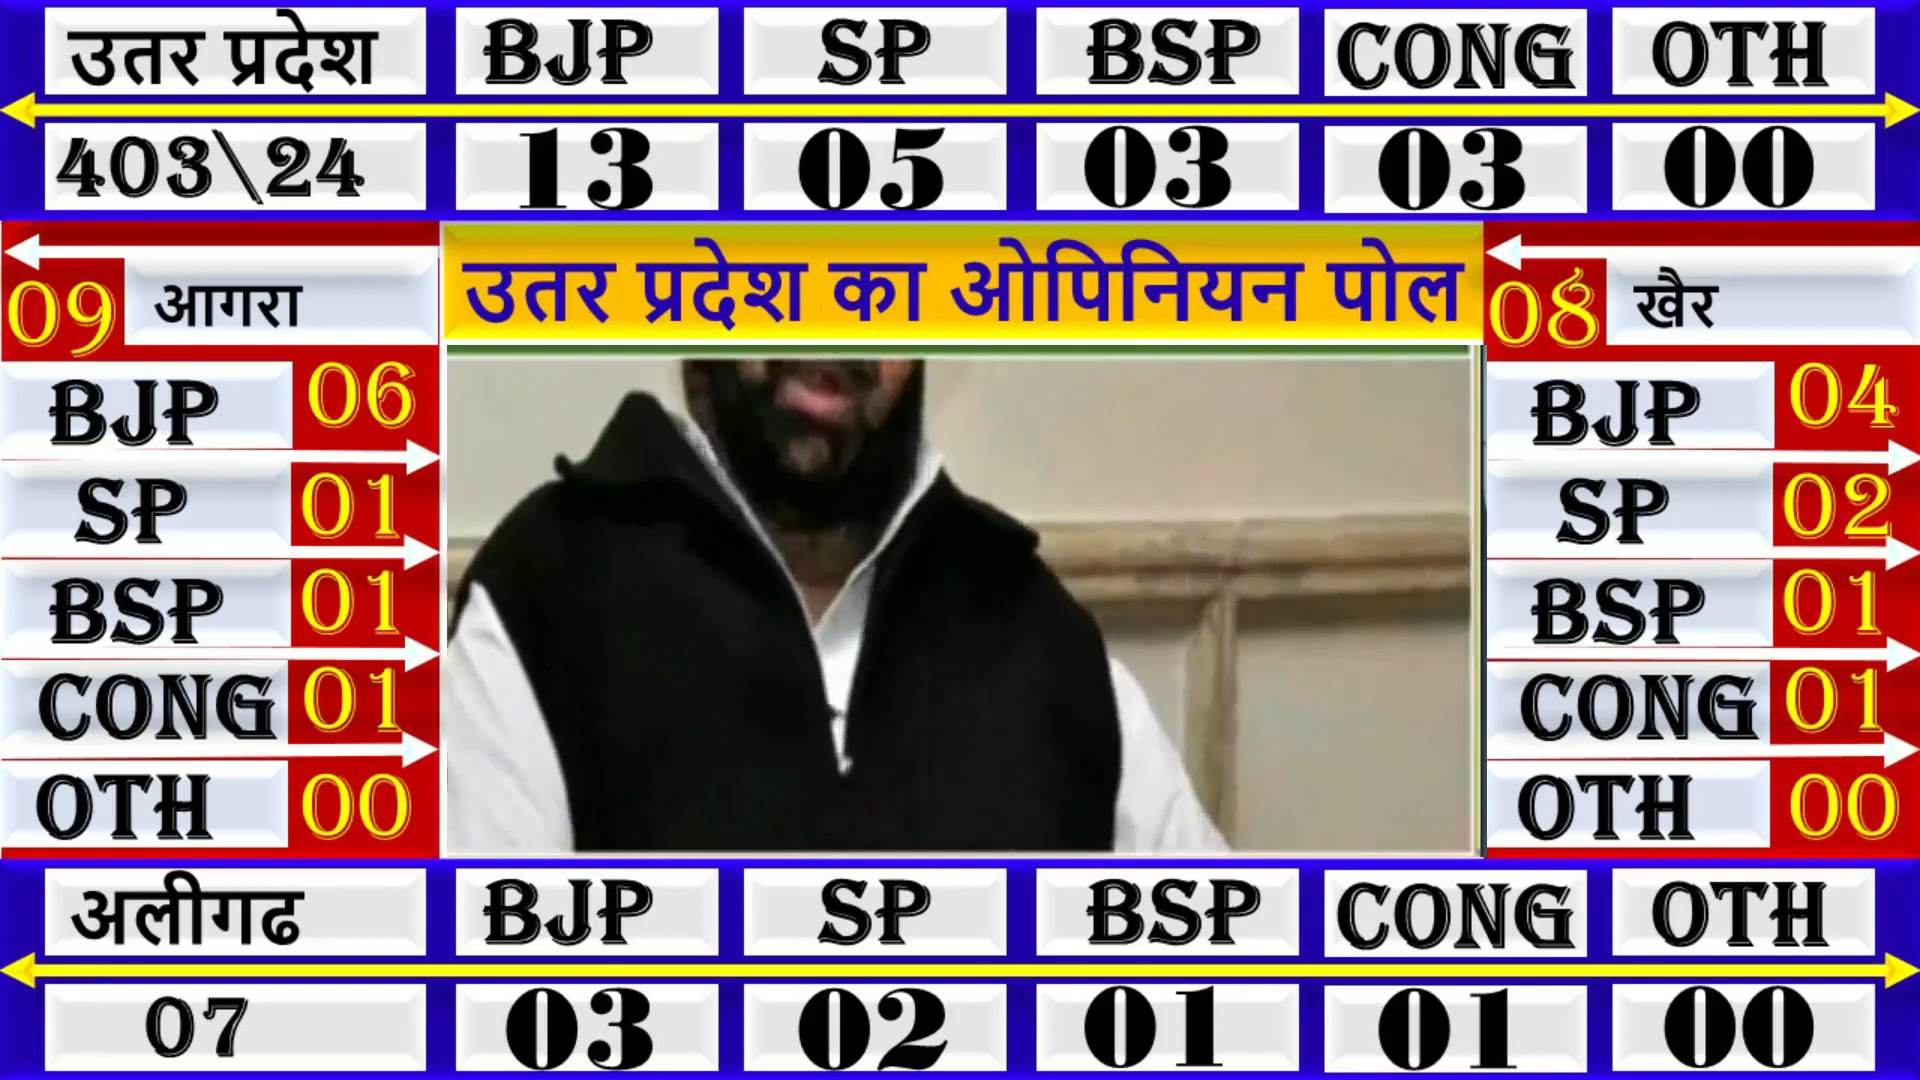 उतर प्रदेश BJP SP BSP CONG OTH
403\24 13 05 03 03 00
उतर प्रदेश का ओपिनियन पोल
09 आगरा
BJP 06
SP 01
BSP 01
CONG 01
OTH 00
08 खैर
BJP 04
SP 02
BSP 01
CONG 01
OTH 00
अलीगढ BJP SP BSP CONG OTH
07 03 02 01 01 00